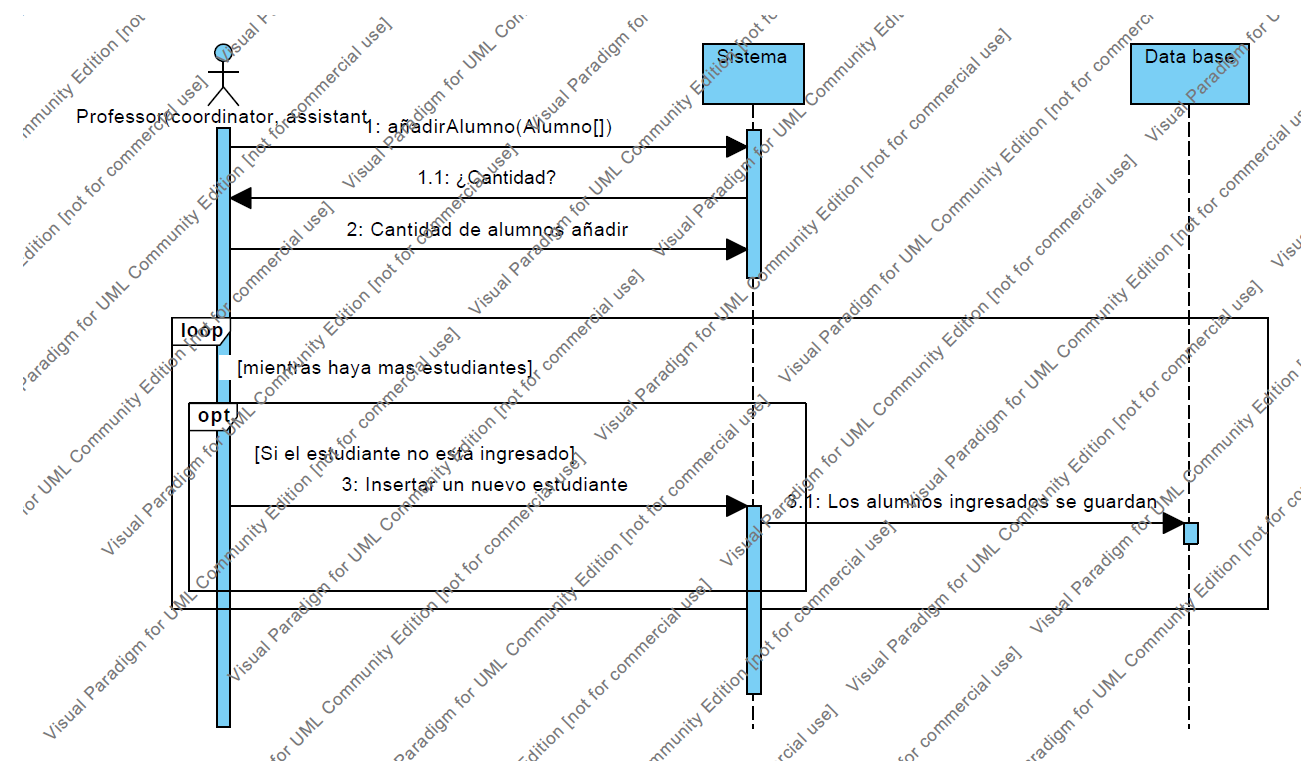 Sistema
Data base
Professor, coordinator, assistant
1: añadirAlumno(Alumno[])
1.1: ¿Cantidad?
2: Cantidad de alumnos añadir
loop
[mientras haya mas estudiantes]
opt
[Si el estudiante no esta ingresado]
3: Insertar un nuevo estudiante
3.1: Los alumnos ingresados se guardan
Visual Paradigm for UML Community Edition [not for commercial use]